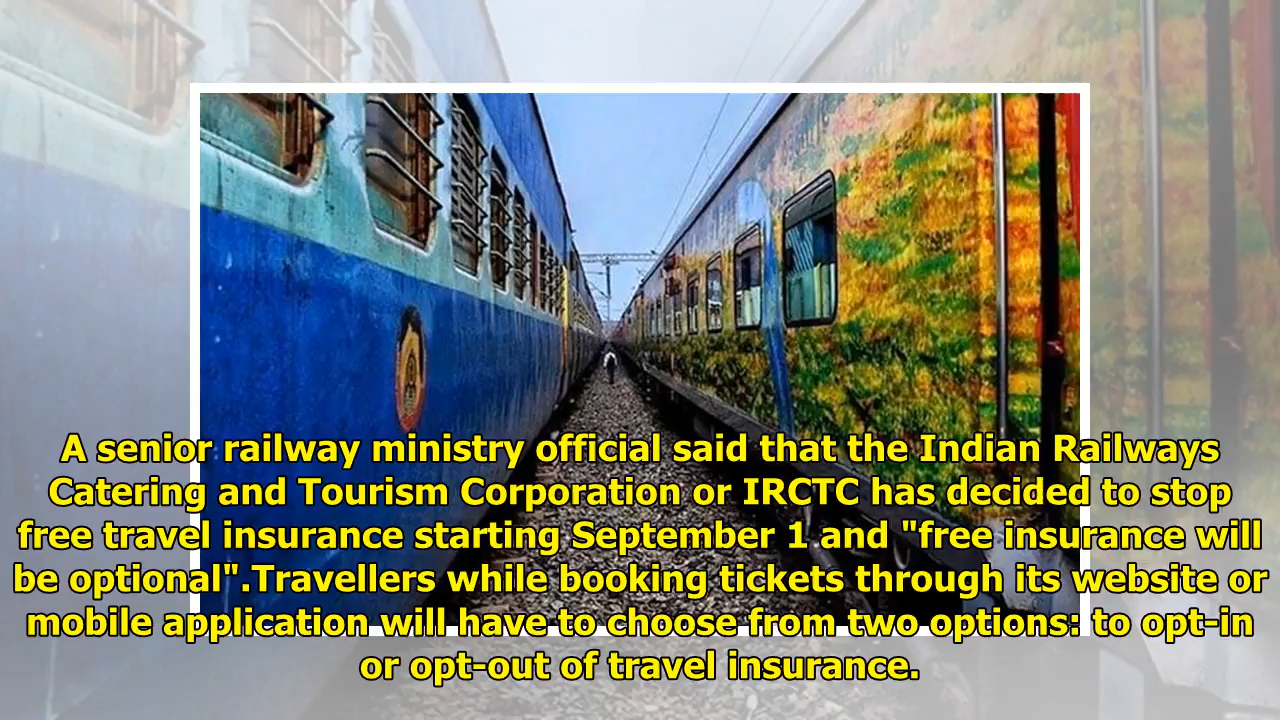 A senior railway ministry official said that the Indian Railways
Catering and Tourism Corporation or IRCTC has decided to stop
free travel insurance starting September 1 and "free insurance will
be optional".Travellers while booking tickets through its website or
mobile application will have to choose from two options: to opt-in
or opt-out of travel insurance.